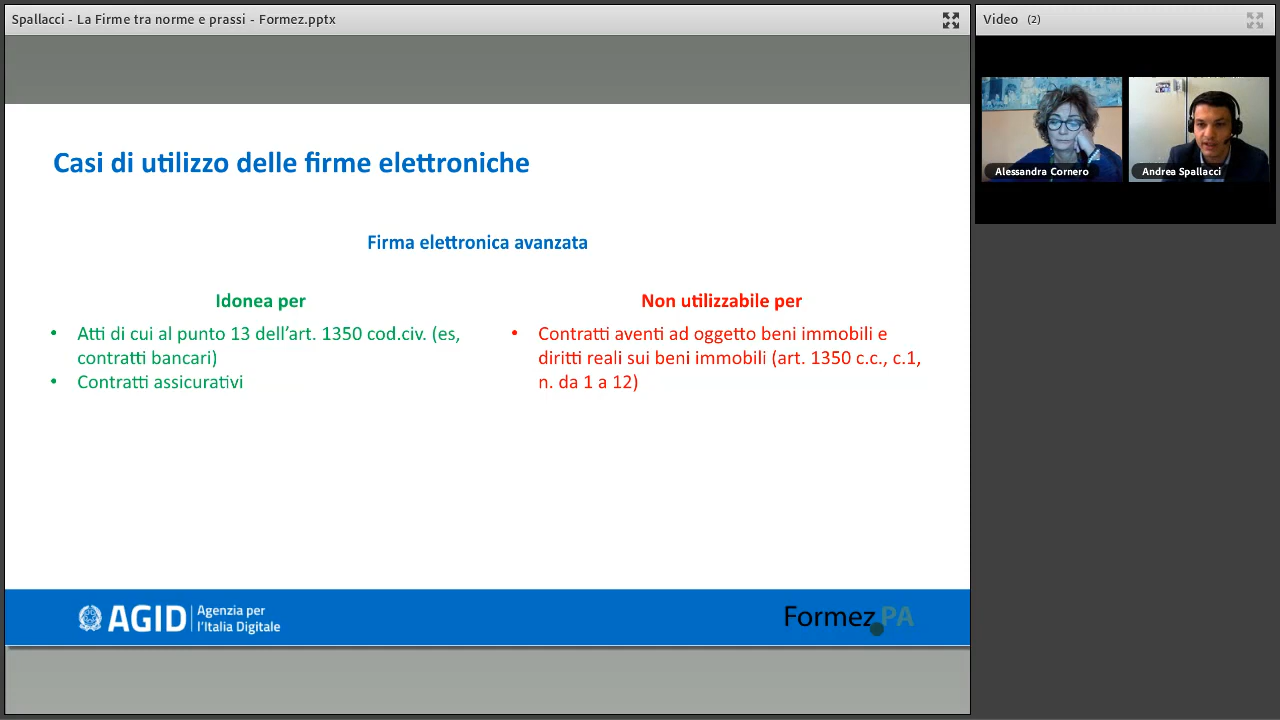 Spallacci - La Firme tra norme e prassi - Formez.pptx
Video (2)
Alessandra Cornero
Andrea Spallacci
Casi di utilizzo delle firme elettroniche
Firma elettronica avanzata
Idonea per
• Atti di cui al punto 13 dell’art. 1350 cod.civ. (es,
contratti bancari)
• Contratti assicurativi
Non utilizzabile per
• Contratti aventi ad oggetto beni immobili e
diritti reali sui beni immobili (art. 1350 c.c., c.1,
n. da 1 a 12)
AGID
Agenzia per
l’Italia Digitale
Formez PA